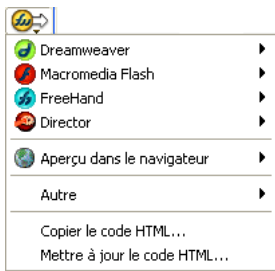 Dreamweaver
Macromedia Flash
FreeHand
Director
Aperçu dans le navigateur
Autre
Copier le code HTML...
Mettre à jour le code HTML...